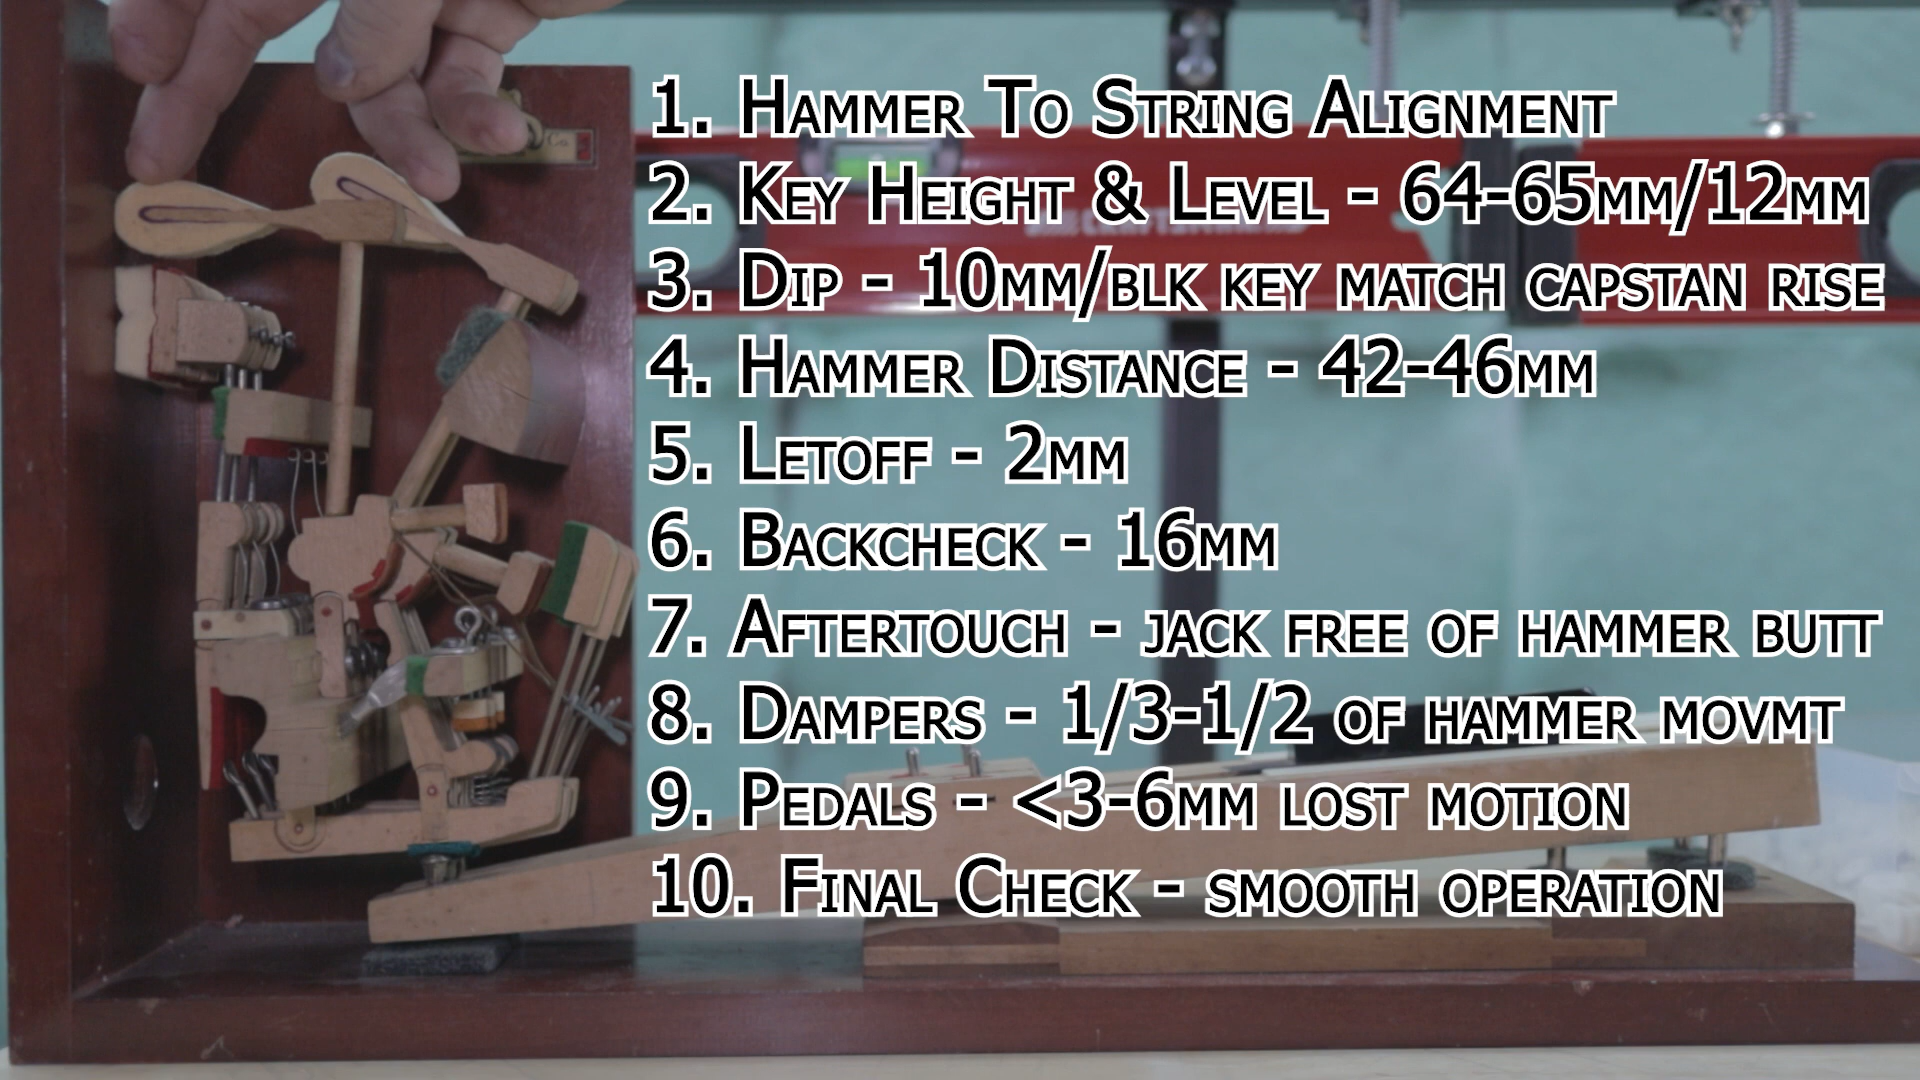 1. Hammer To String Alignment
2. Key Height & Level - 64-65mm/12mm
3. Dip - 10mm/blk key match capstan rise
4. Hammer Distance - 42-46mm
5. Letoff - 2mm
6. Backcheck - 16mm
7. Aftertouch - jack free of hammer butt
8. Dampers - 1/3-1/2 of hammer movmt
9. Pedals - <3-6mm lost motion
10. Final Check - smooth operation